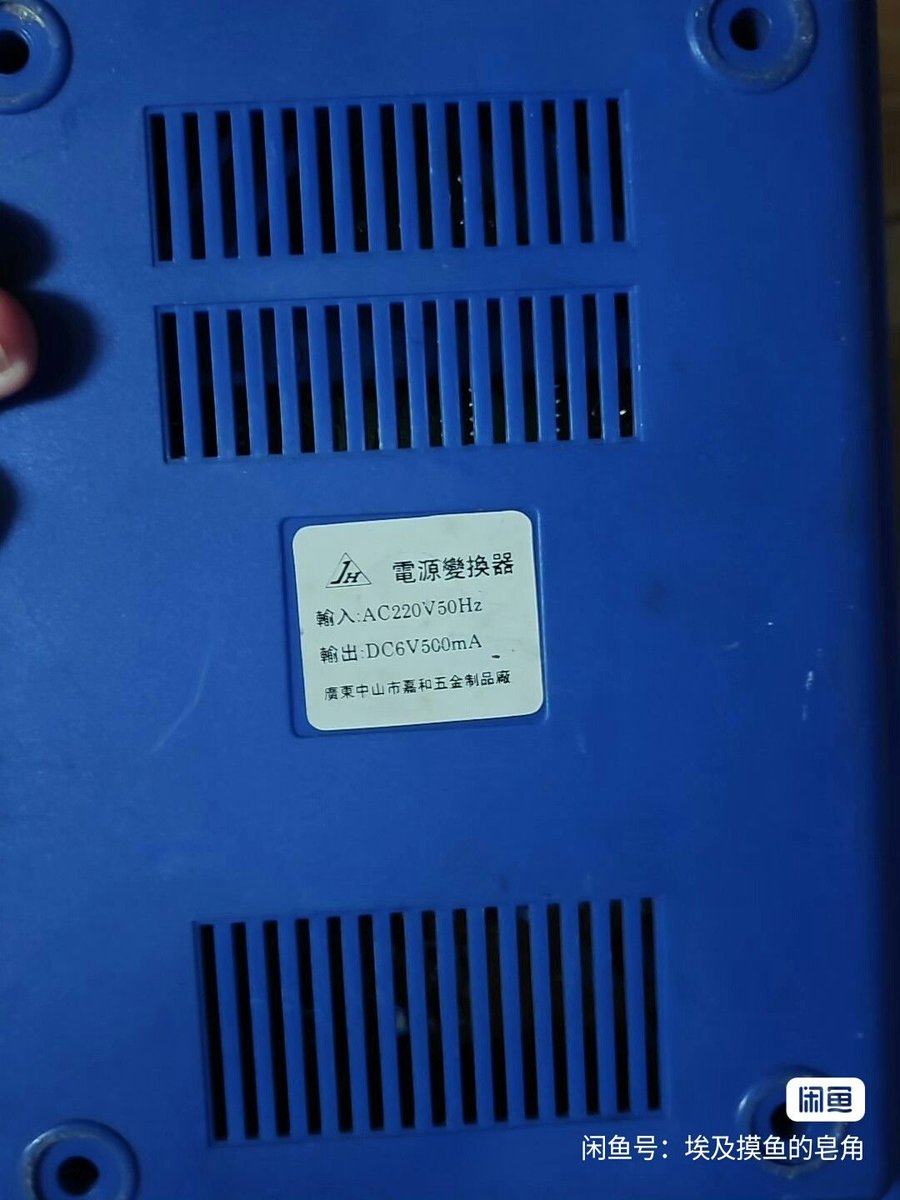 JH 電源變換器
輸入:AC220V50Hz
輸出:DC6V500mA
廣東中山市嘉和五金制品廠
闲鱼
闲鱼号：埃及摸鱼的皂角